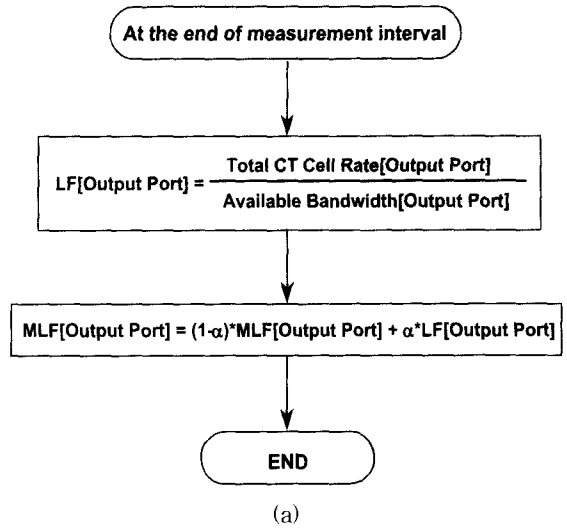 At the end of measurement interval
LF[Output Port] = Total CT Cell Rate[Output Port]
Available Bandwidth[Output Port]
MLF[Output Port] = (1-α)*MLF[Output Port] + α*LF[Output Port]
END
(a)